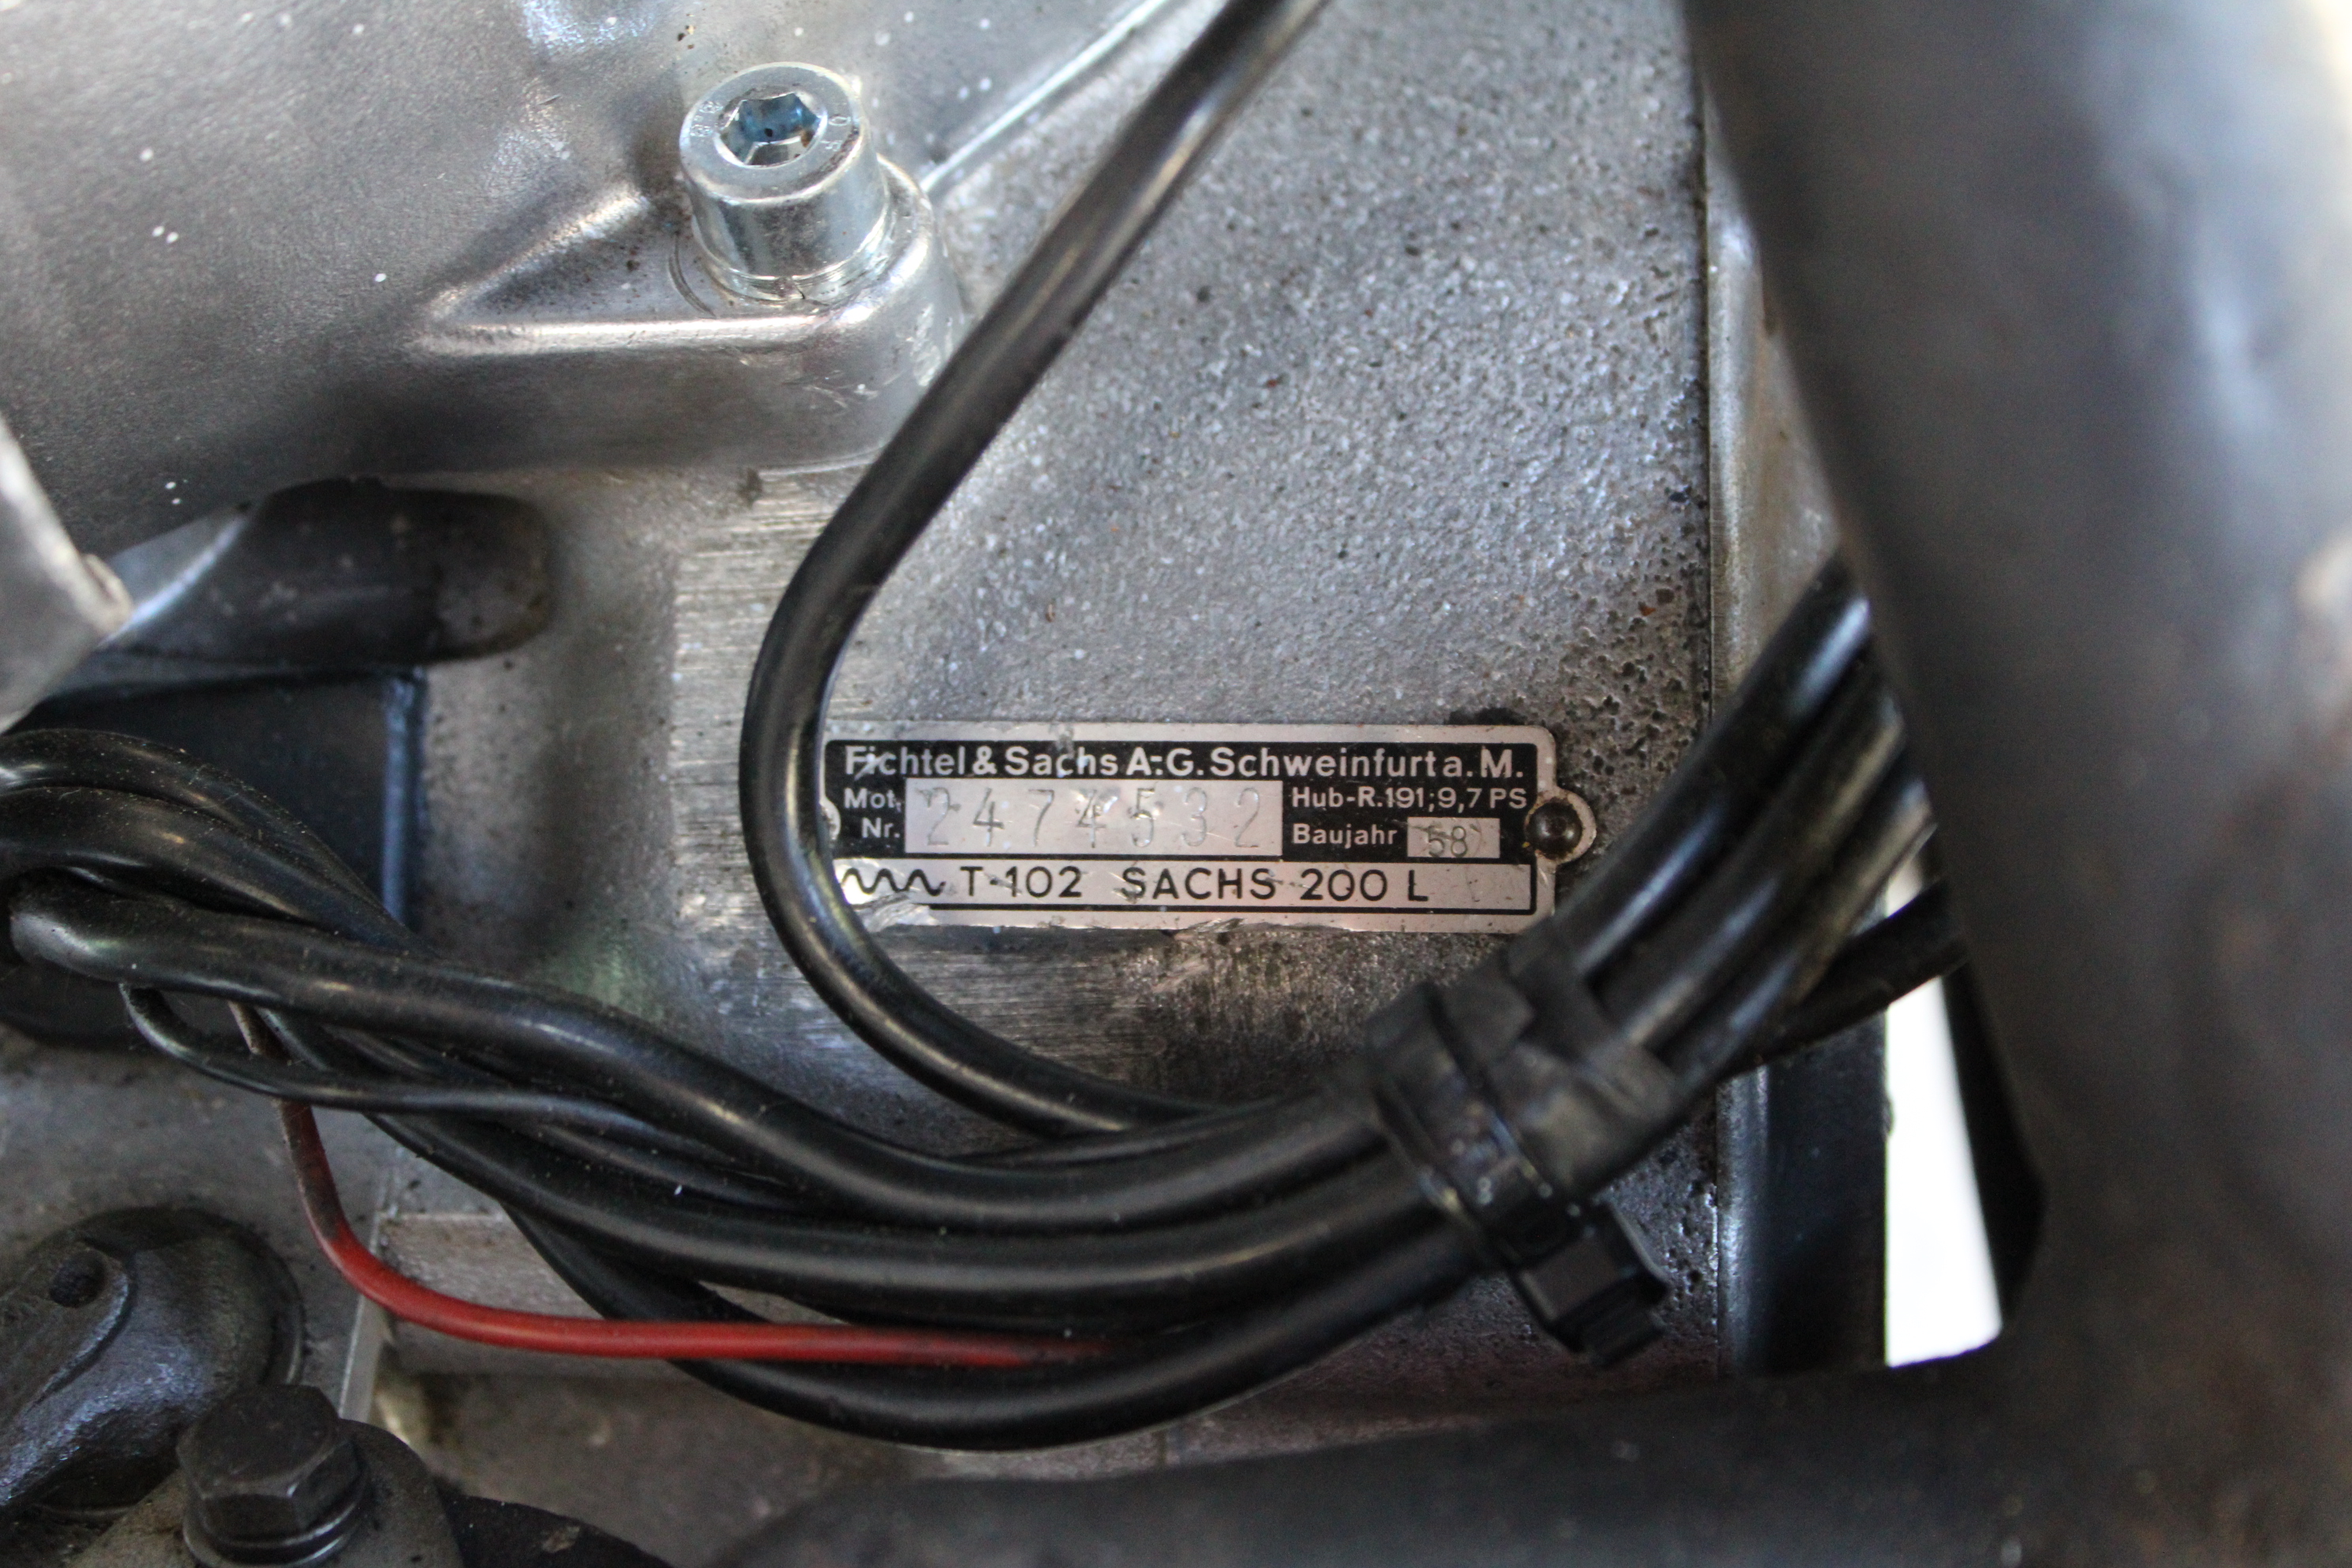 Fichtel & Sachs A.-G. Schweinfurt a. M.
Mot. Nr. 2474532 Hub-R.191; 9,7 PS
Baujahr 58
T-102 SACHS 200 L